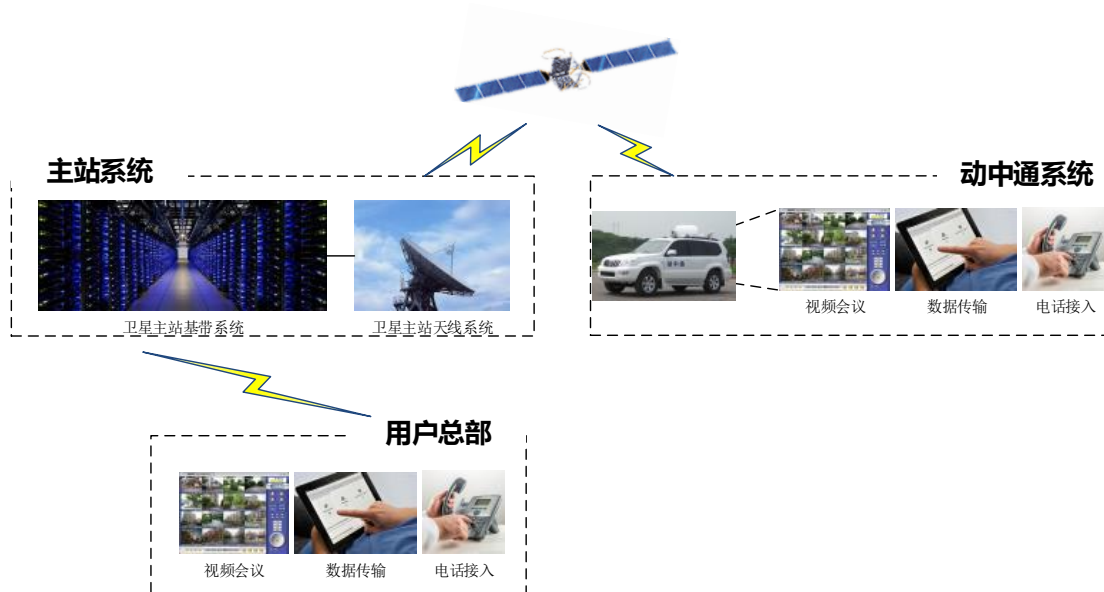 主站系统
动中通系统
卫星主站基带系统
卫星主站天线系统
视频会议
数据传输
电话接入
用户总部
视频会议
数据传输
电话接入